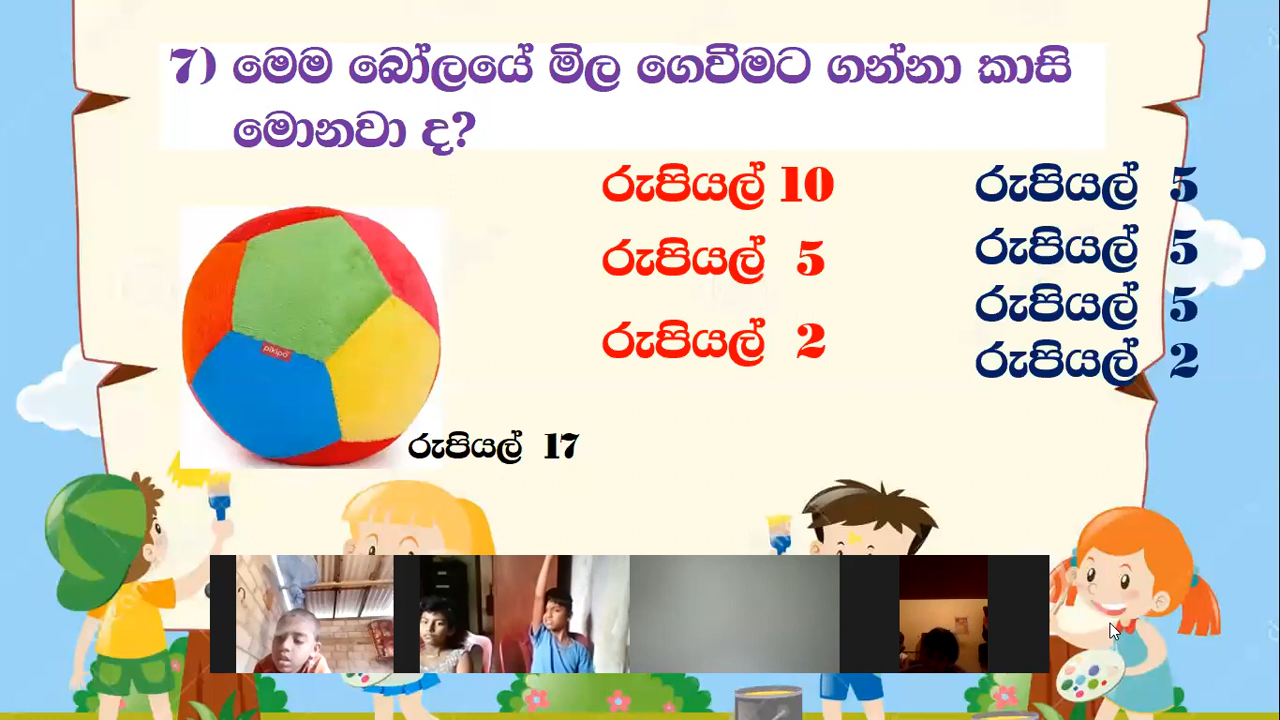 7) මෙම බෝලයේ මිල ගෙවීමට ගන්නා කාසි
මොනවා ද?
රුපියල් 10
රුපියල් 5
රුපියල් 2
රුපියල් 5
රුපියල් 5
රුපියල් 5
රුපියල් 2
pikipo
රුපියල් 17